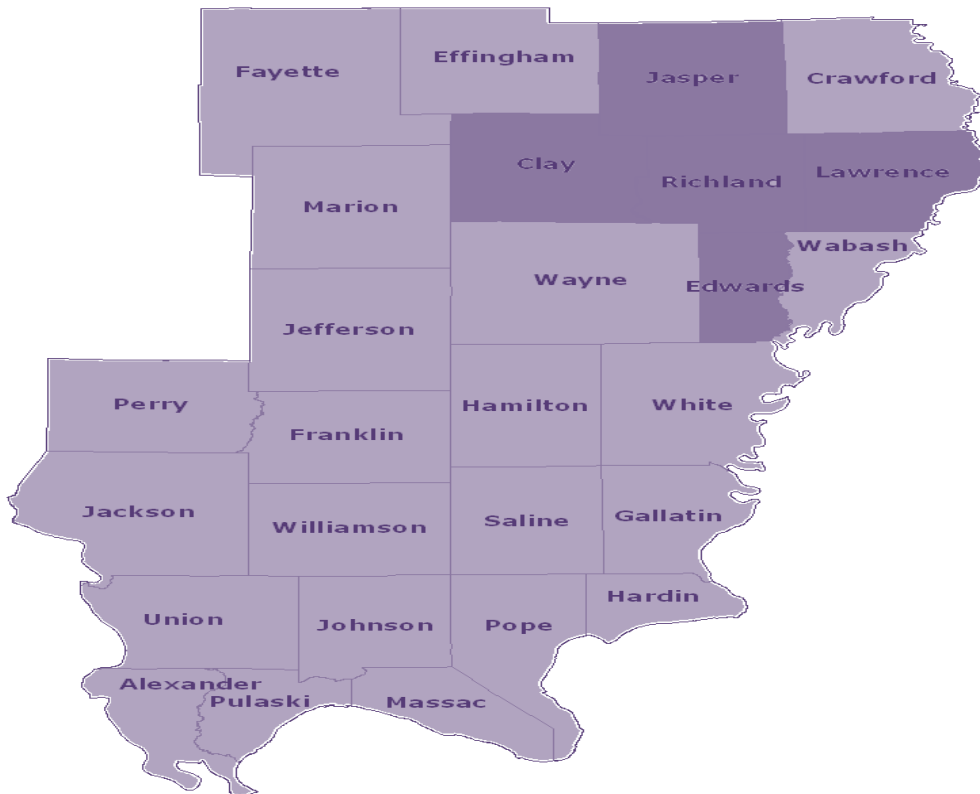 Effingham
Fayette
Jasper
Crawford
Clay
Lawrence
Richland
Marion
Wabash
Wayne
Edwards
Jefferson
Perry
Hamilton
White
Franklin
Jackson
Gallatin
Saline
Williamson
Hardin
Union
Johnson
Pope
Alexander
Pulaski
Massac